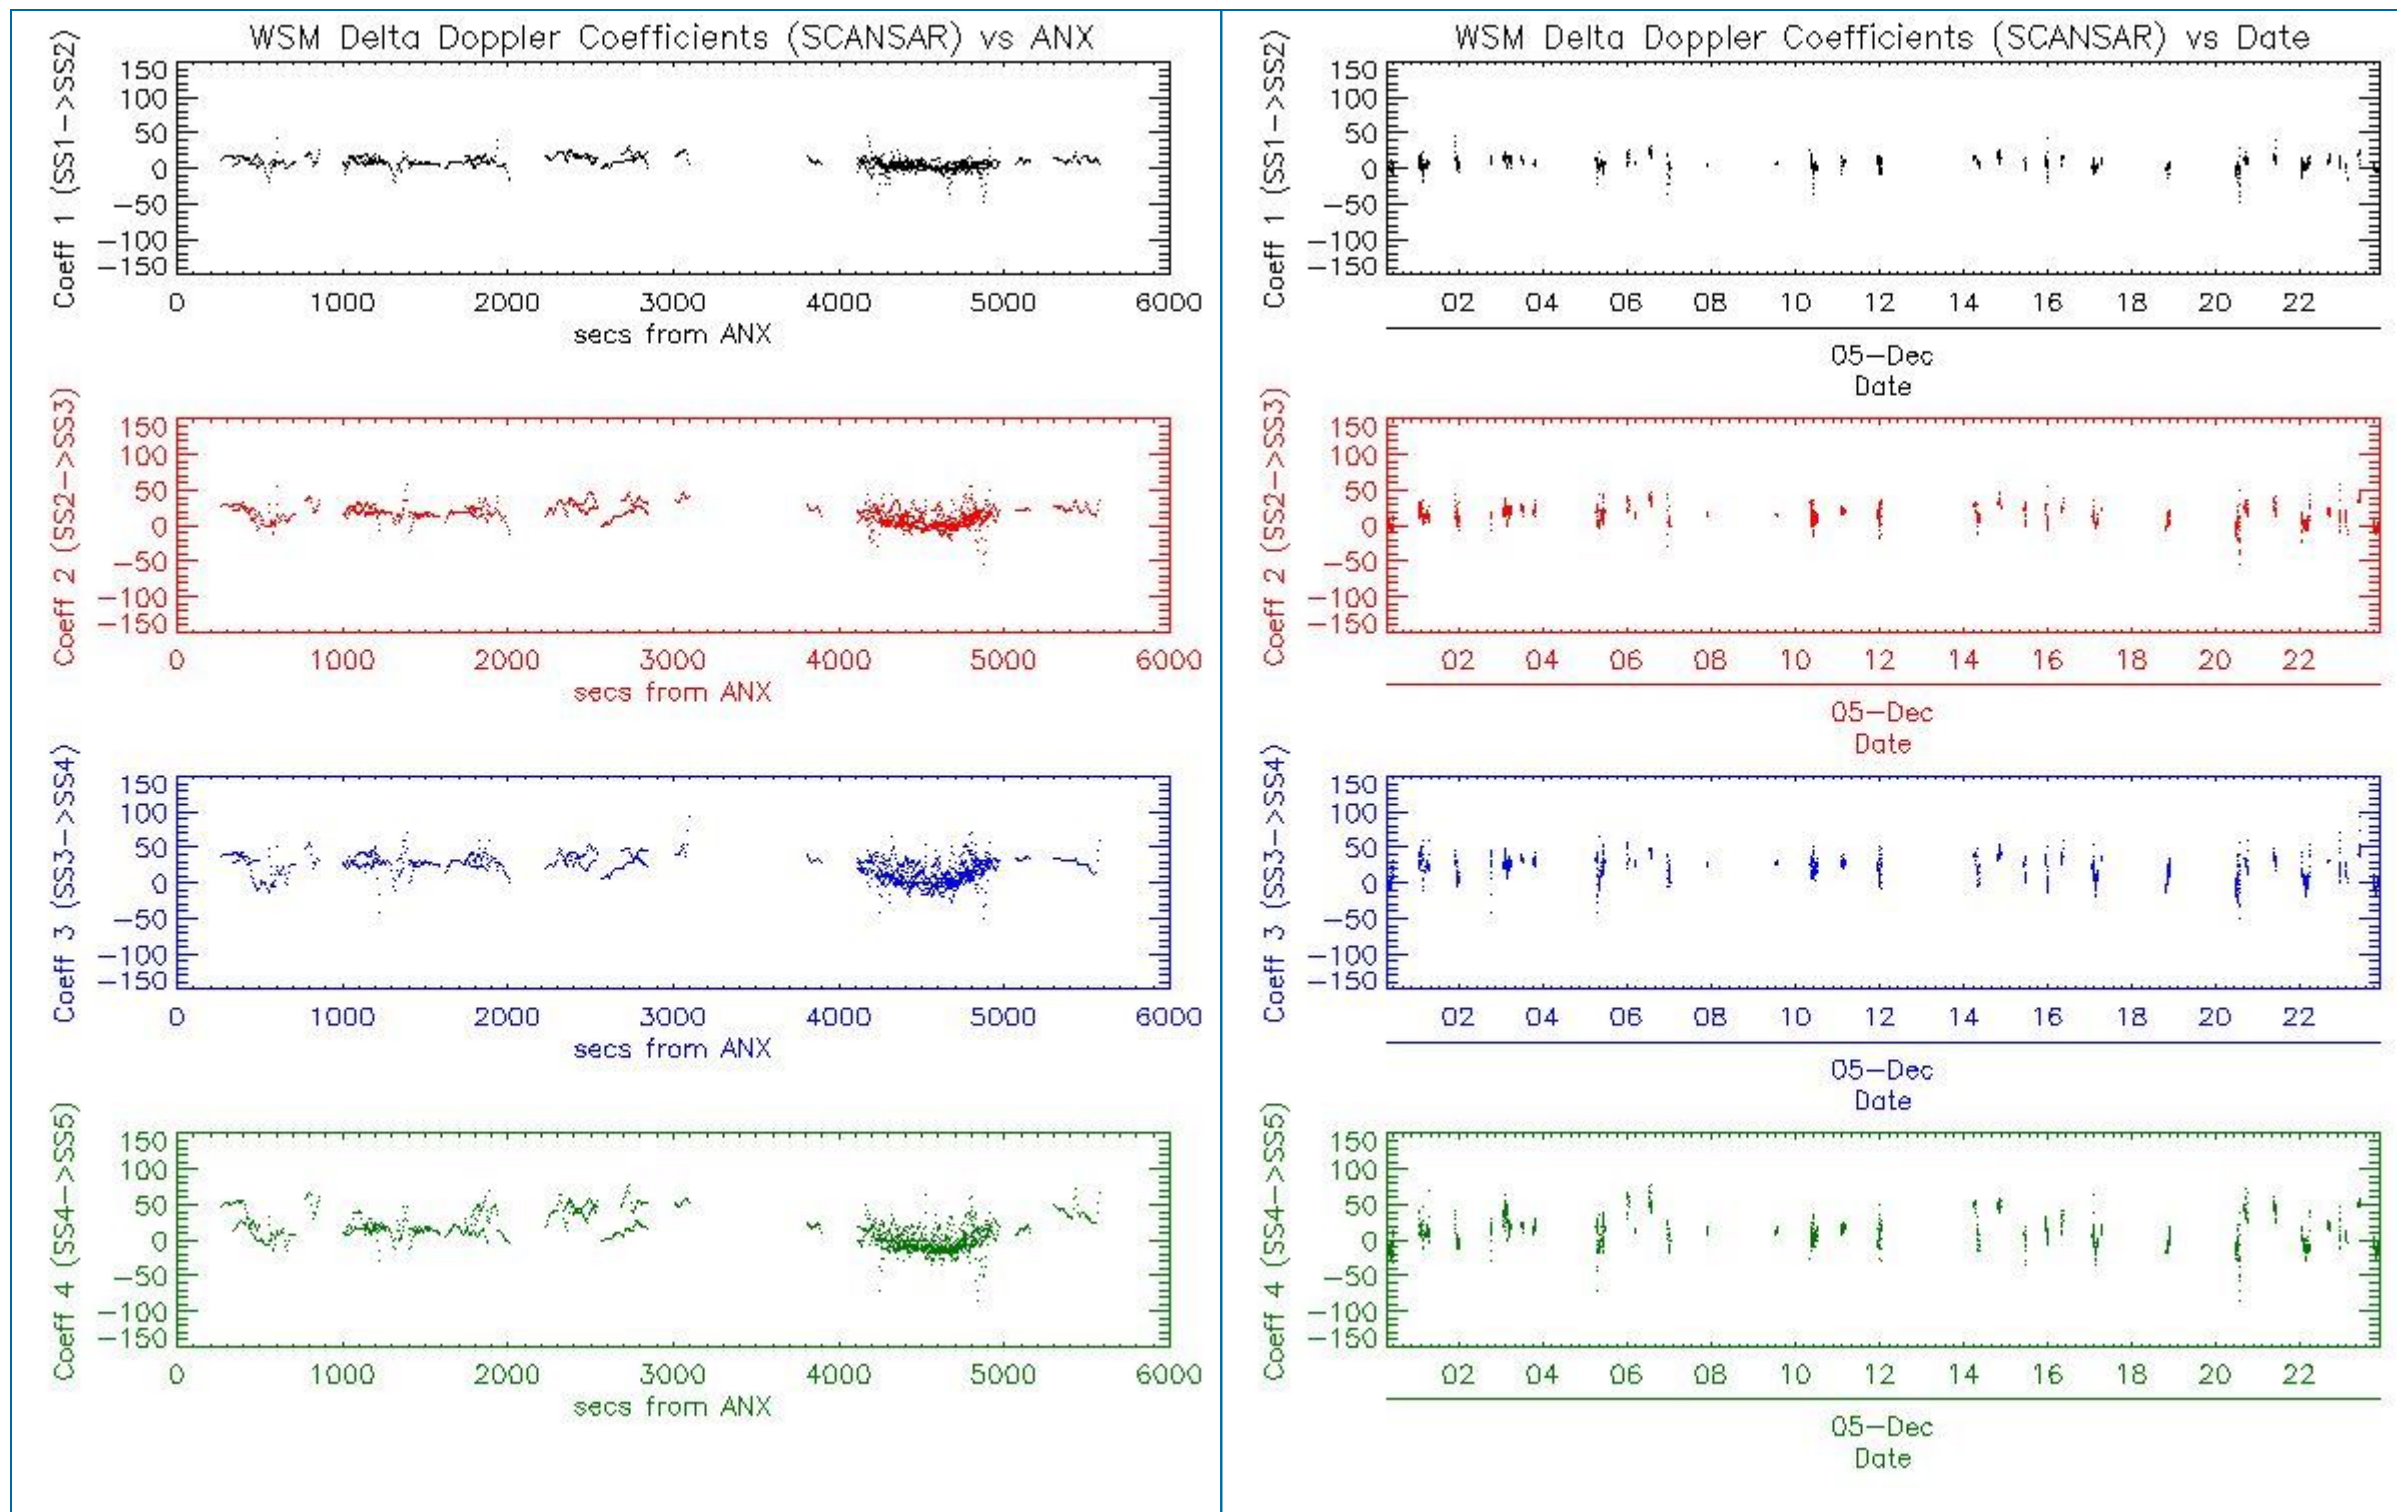 WSM Delta Doppler Coefficients (SCANSAR) vs ANX
Coeff 1 (SS1->SS2)
150
100
50
0
-50
-100
-150
0 1000 2000 3000 4000 5000 6000
secs from ANX
Coeff 2 (SS2->SS3)
150
100
50
0
-50
-100
-150
0 1000 2000 3000 4000 5000 6000
secs from ANX
Coeff 3 (SS3->SS4)
150
100
50
0
-50
-100
-150
0 1000 2000 3000 4000 5000 6000
secs from ANX
Coeff 4 (SS4->SS5)
150
100
50
0
-50
-100
-150
0 1000 2000 3000 4000 5000 6000
secs from ANX
WSM Delta Doppler Coefficients (SCANSAR) vs Date
Coeff 1 (SS1->SS2)
150
100
50
0
-50
-100
-150
02 04 06 08 10 12 14 16 18 20 22
05-Dec
Date
Coeff 2 (SS2->SS3)
150
100
50
0
-50
-100
-150
02 04 06 08 10 12 14 16 18 20 22
05-Dec
Date
Coeff 3 (SS3->SS4)
150
100
50
0
-50
-100
-150
02 04 06 08 10 12 14 16 18 20 22
05-Dec
Date
Coeff 4 (SS4->SS5)
150
100
50
0
-50
-100
-150
02 04 06 08 10 12 14 16 18 20 22
05-Dec
Date